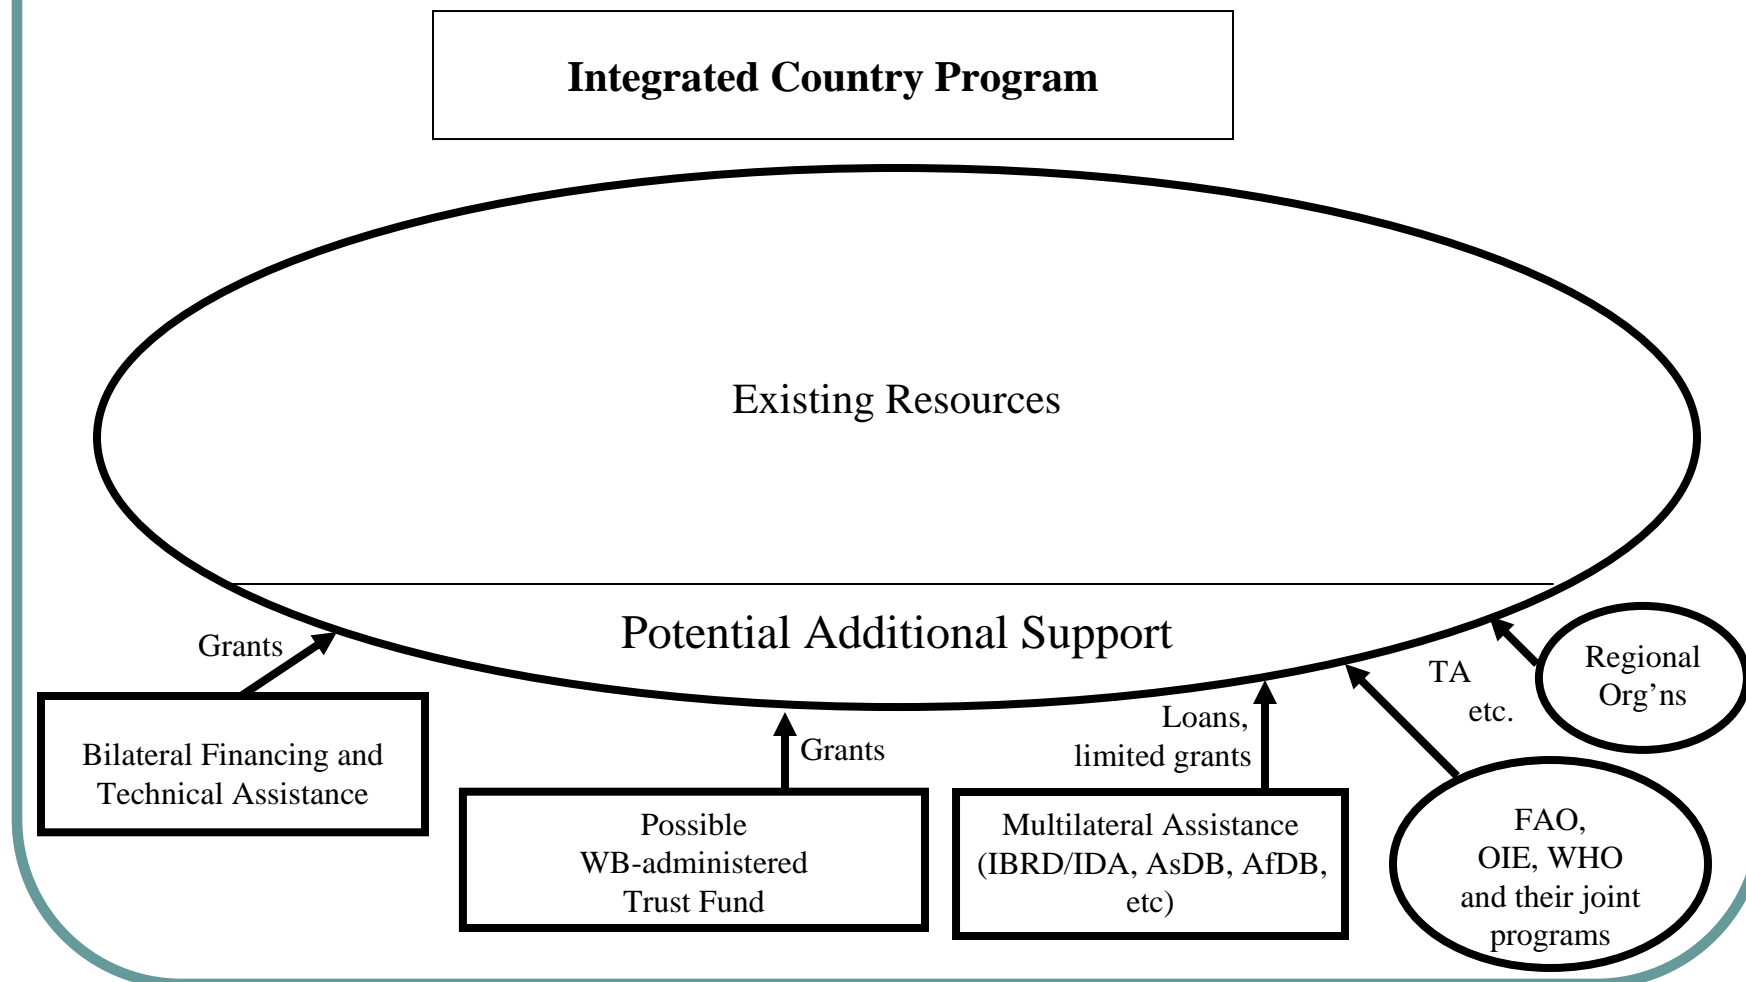 Integrated Country Program
Existing Resources
Potential Additional Support
Grants
Bilateral Financing and
Technical Assistance
Grants
Possible
WB-administered
Trust Fund
Loans,
limited grants
Multilateral Assistance
(IBRD/IDA, AsDB, AfDB,
etc)
TA
etc.
Regional
Org’ns
FAO,
OIE, WHO
and their joint
programs